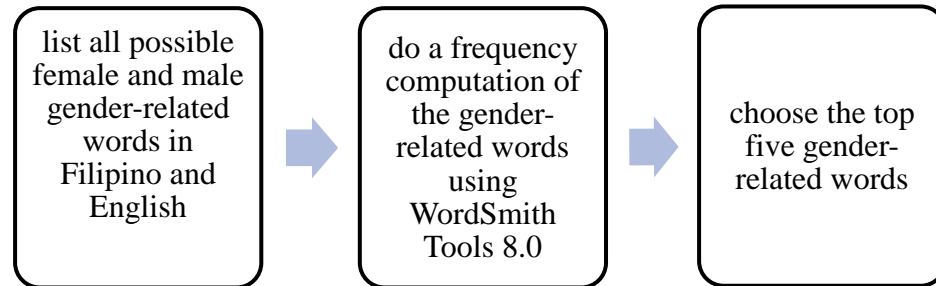 list all possible
female and male
gender-related
words in
Filipino and
English
do a frequency
computation of
the gender-
related words
using
WordSmith
Tools 8.0
choose the top
five gender-
related words